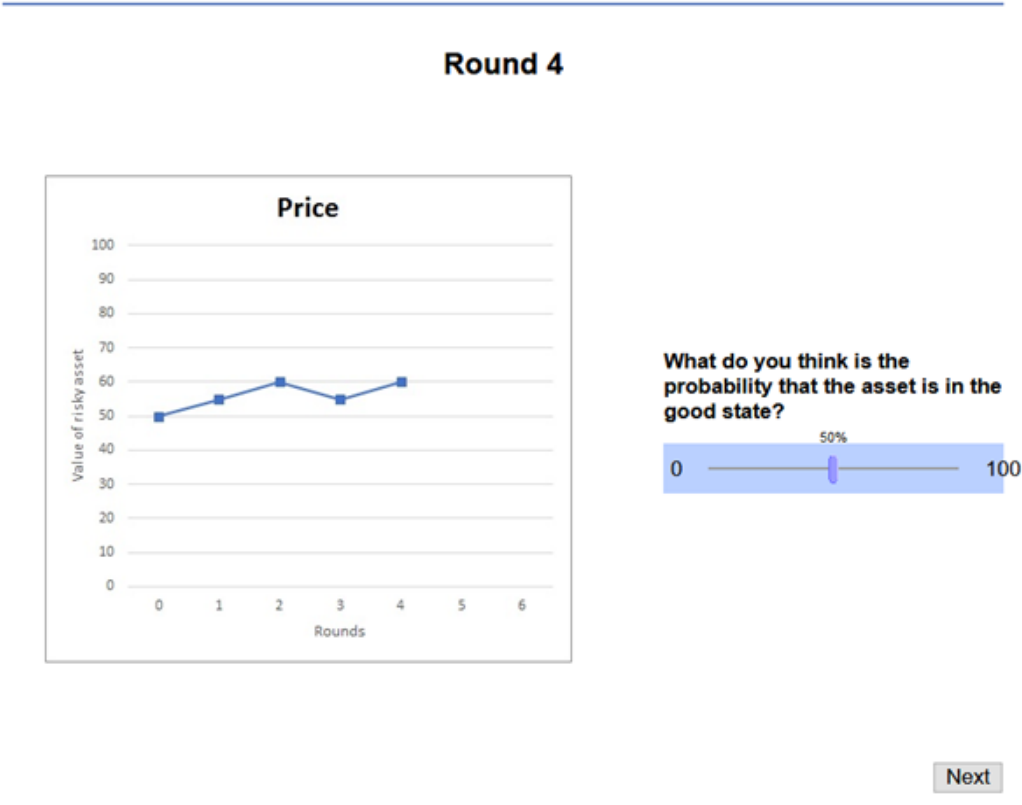 Round 4
Price
100
90
80
70
60
50
40
30
20
10
0
Value of risky asset
0 1 2 3 4 5 6
Rounds
What do you think is the
probability that the asset is in the
good state?
50%
0 100
Next